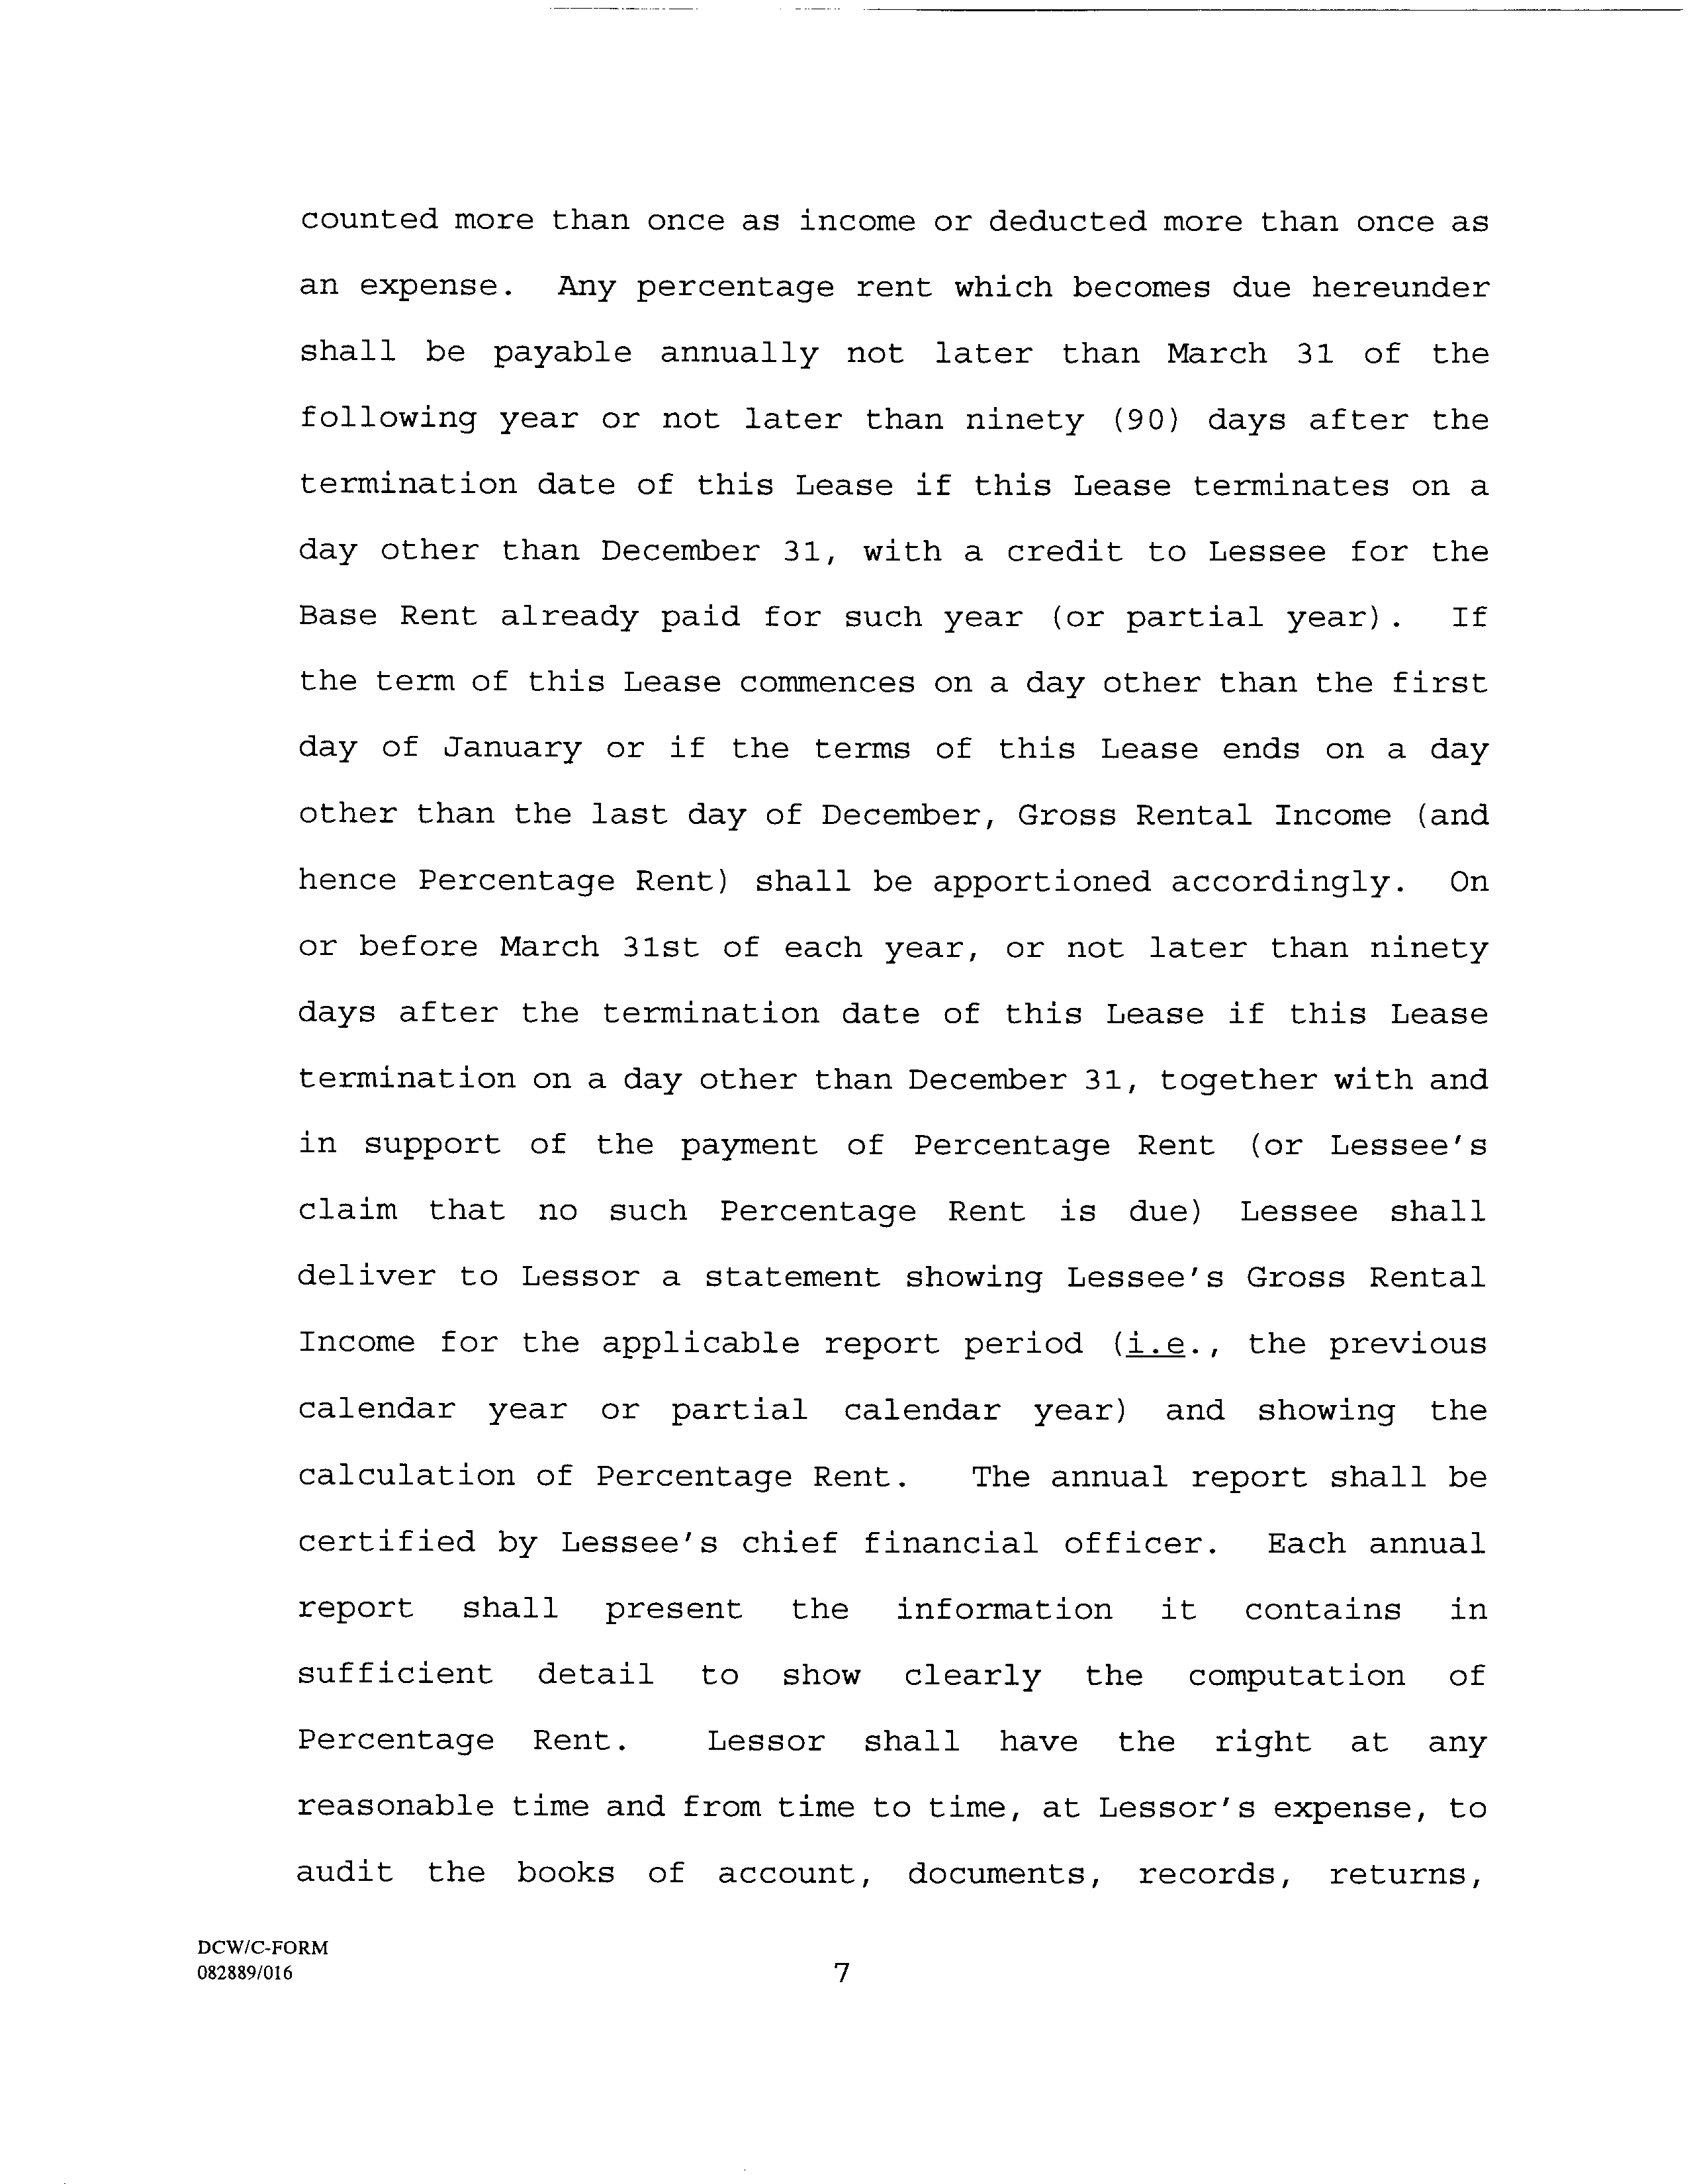 counted more than once as income or deducted more than once as
an expense. Any percentage rent which becomes due hereunder
shall be payable annually not later than March 31 of the
following year or not later than ninety (90) days after the
termination date of this Lease if this Lease terminates on a
day other than December 31, with a credit to Lessee for the
Base Rent already paid for such year (or partial year). If
the term of this Lease commences on a day other than the first
day of January or if the terms of this Lease ends on a day
other than the last day of December, Gross Rental Income (and
hence Percentage Rent) shall be apportioned accordingly. On
or before March 31st of each year, or not later than ninety
days after the termination date of this Lease if this Lease
termination on a day other than December 31, together with and
in support of the payment of Percentage Rent (or Lessee's
claim that no such Percentage Rent is due) Lessee shall
deliver to Lessor a statement showing Lessee's Gross Rental
Income for the applicable report period (i.e., the previous
calendar year or partial calendar year) and showing the
calculation of Percentage Rent. The annual report shall be
certified by Lessee's chief financial officer. Each annual
report shall present the information it contains in
sufficient detail to show clearly the computation of
Percentage Rent. Lessor shall have the right at any
reasonable time and from time to time, at Lessor's expense, to
audit the books of account, documents, records, returns,
DCW/C-FORM
082889/016
7